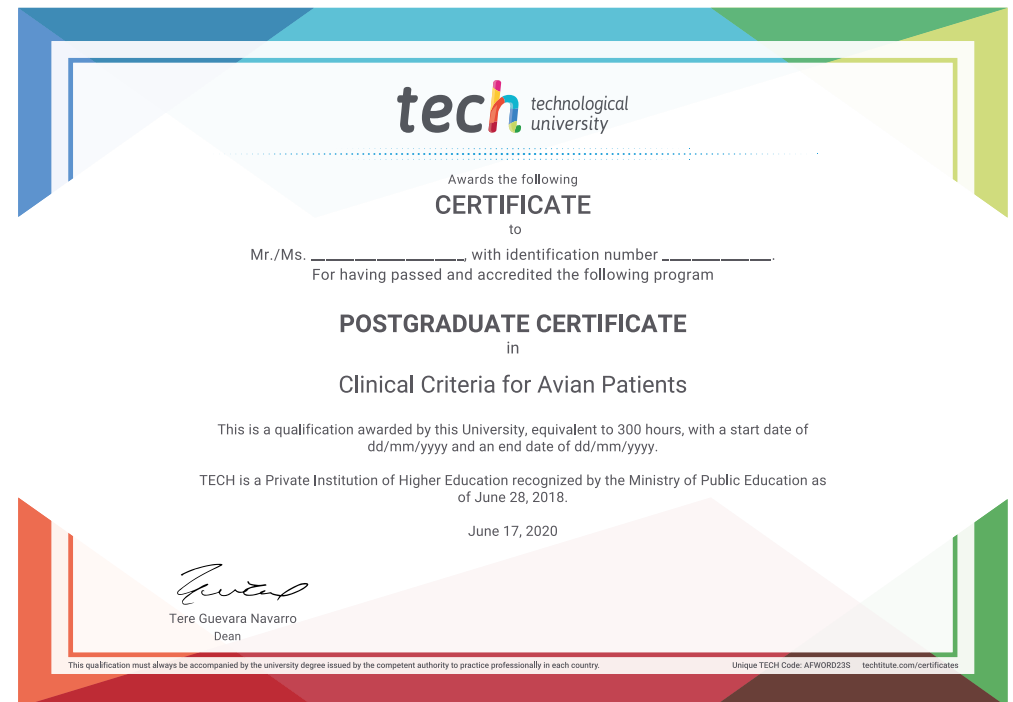 tech technological
university
Awards the following
CERTIFICATE
to
Mr./Ms. __________________, with identification number _____________.
For having passed and accredited the following program
POSTGRADUATE CERTIFICATE
in
Clinical Criteria for Avian Patients
This is a qualification awarded by this University, equivalent to 300 hours, with a start date of
dd/mm/yyyy and an end date of dd/mm/yyyy.
TECH is a Private Institution of Higher Education recognized by the Ministry of Public Education as
of June 28, 2018.
June 17, 2020
Tere Guevara Navarro
Dean
This qualification must always be accompanied by the university degree issued by the competent authority to practice professionally in each country. Unique TECH Code: AFWORD23S techtitute.com/certificates